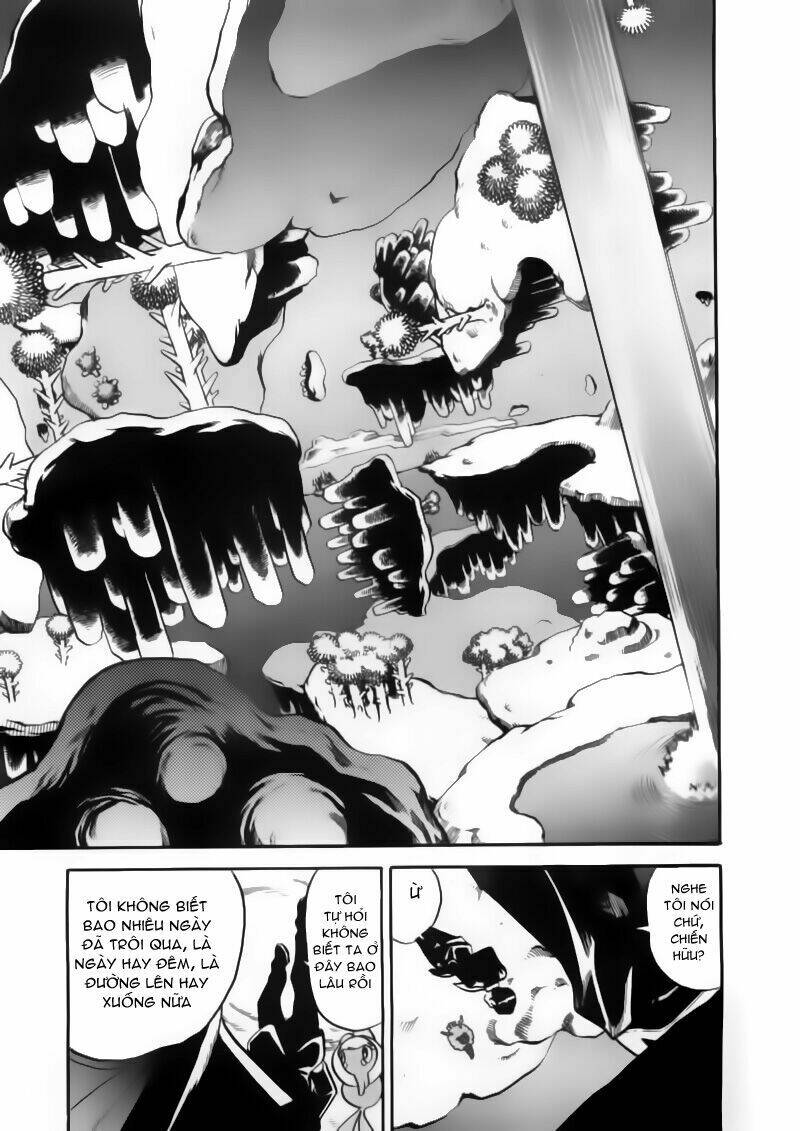 NGHE
TÔI NÓI
CHỨ,
CHIẾN
HỮU?
Ừ
TÔI
TỰ HỎI
KHÔNG
BIẾT TA Ở
ĐÂY BAO
LÂU RỒI
TÔI KHÔNG BIẾT
BAO NHIÊU NGÀY
ĐÃ TRÔI QUA, LÀ
NGÀY HAY ĐÊM, LÀ
ĐƯỜNG LÊN HAY
XUỐNG NỮA